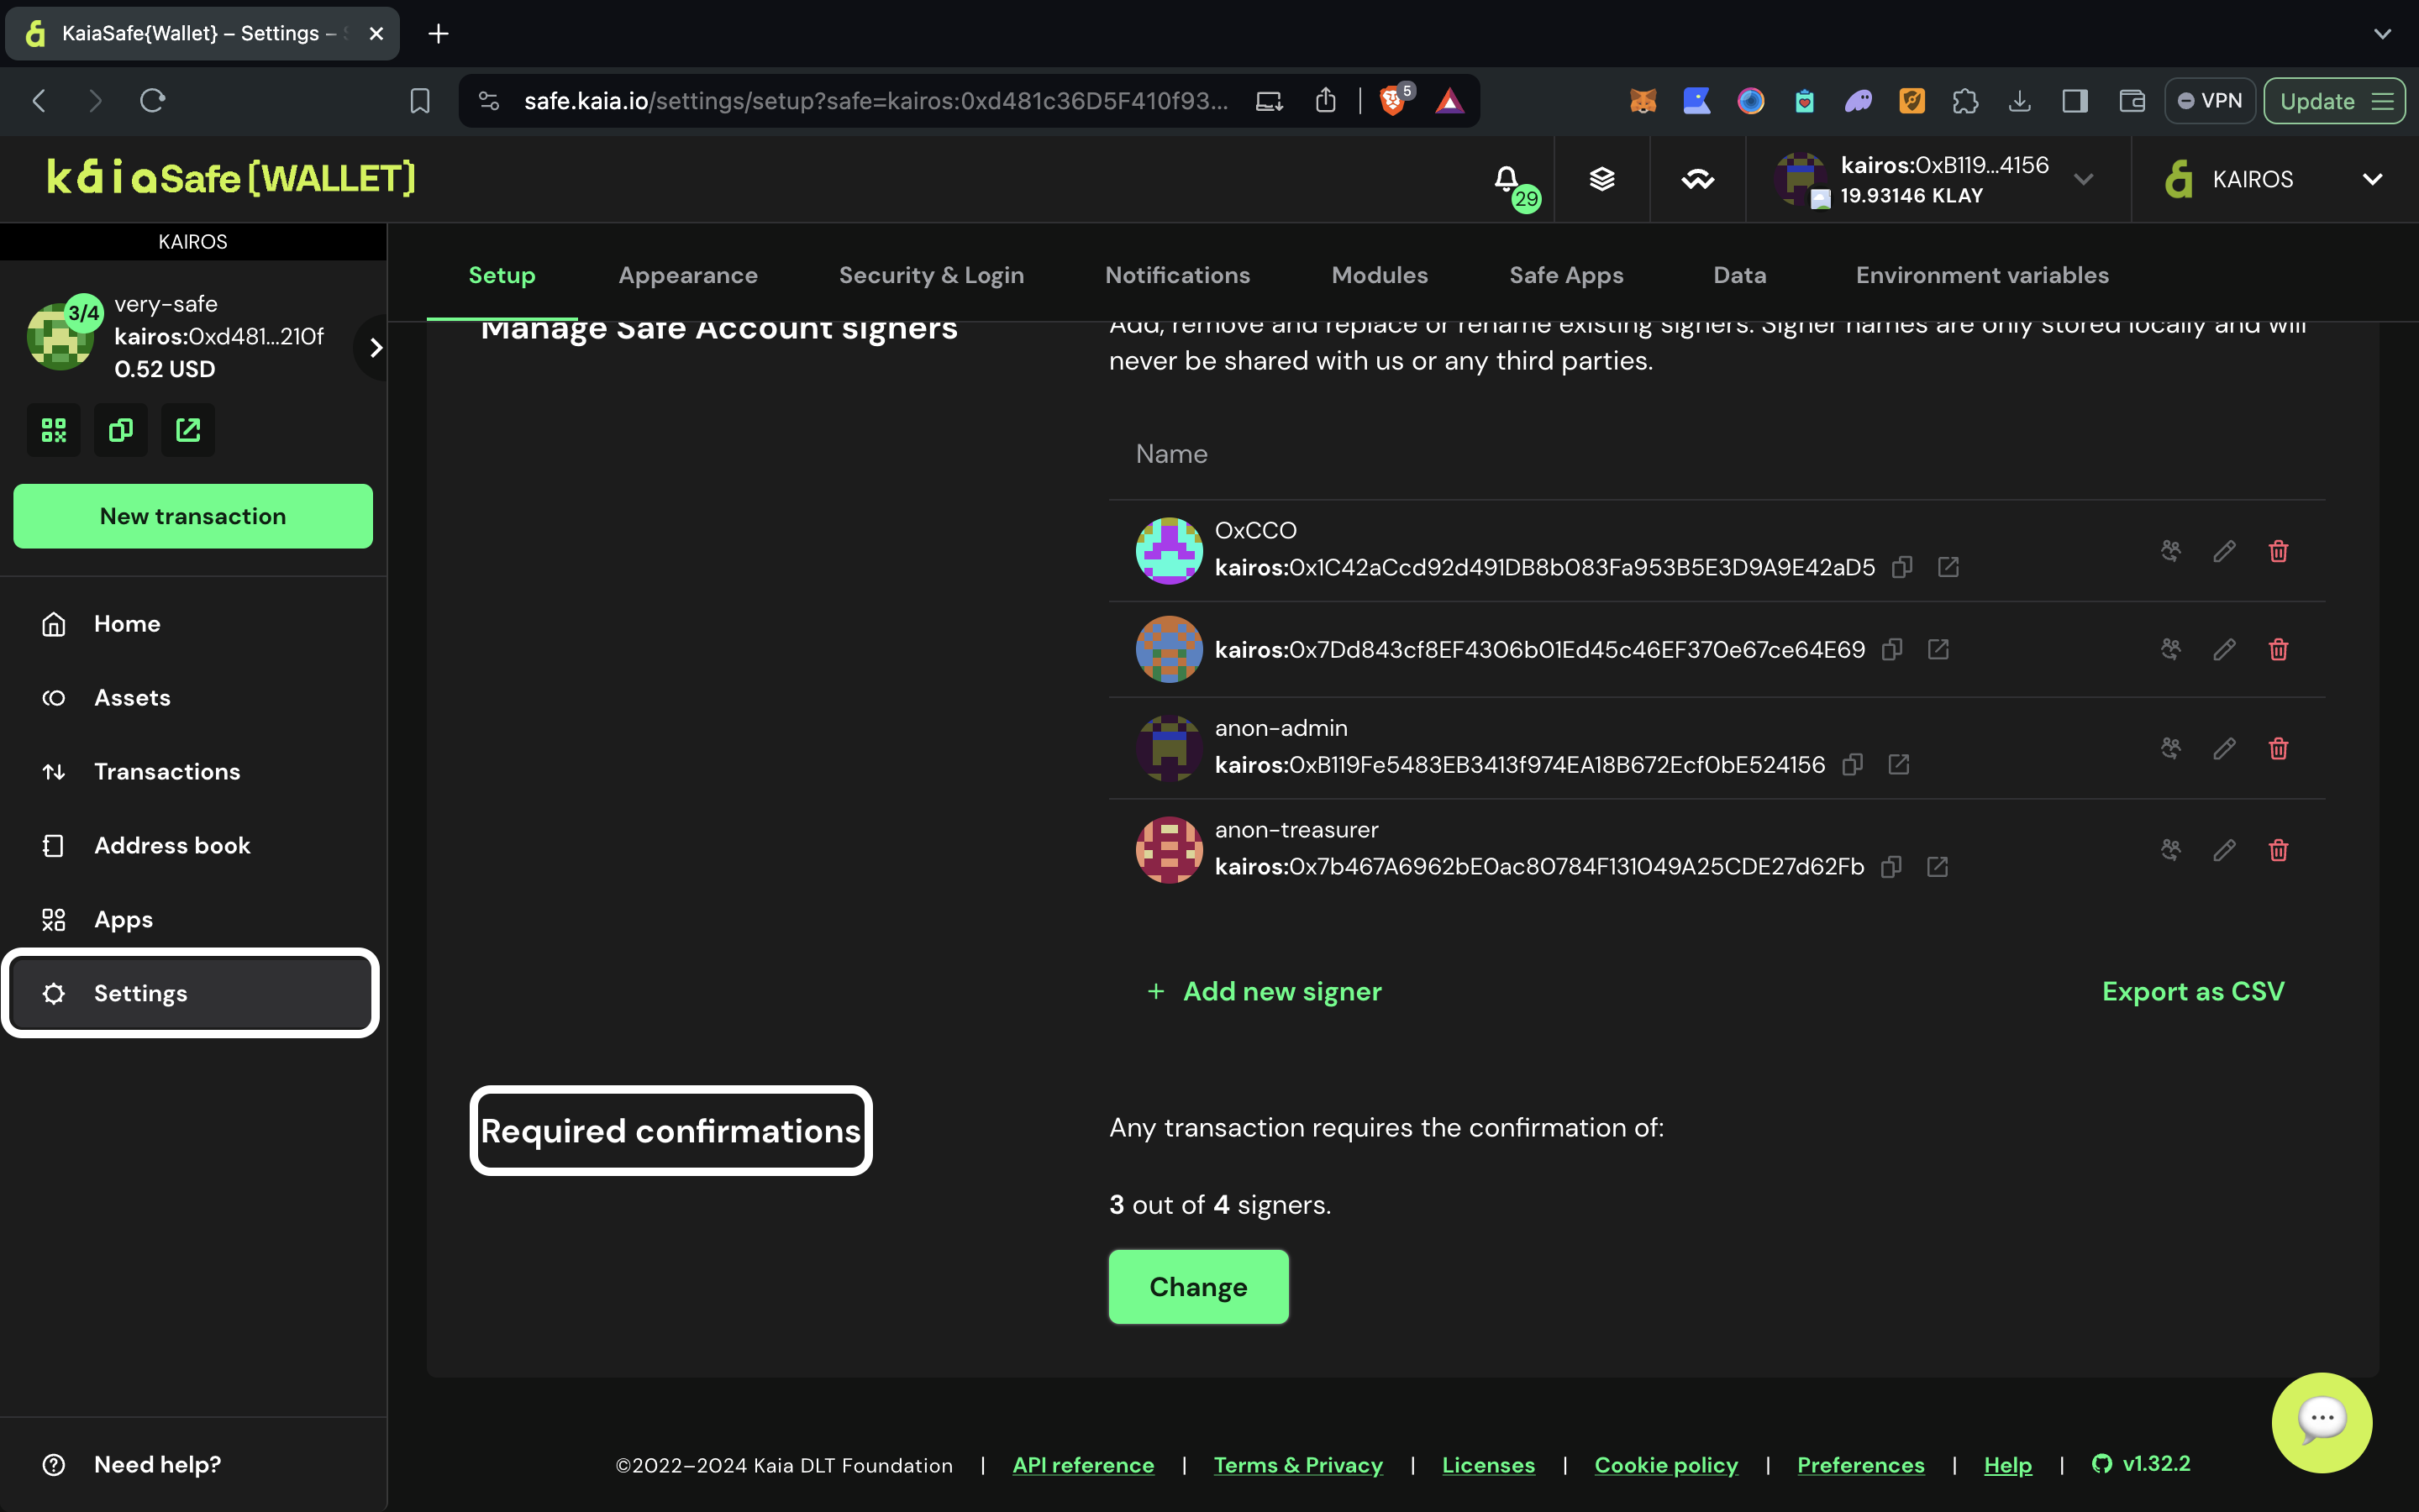 KaiaSafe{Wallet} – Settings –
safe.kaia.io/settings/setup?safe=kairos:0xd481c36D5F410f93...
5
VPN
Update
kaiaSafe[WALLET]
29
kairos:0xB119...4156
19.93146 KLAY
KAIROS
KAIROS
3/4
very-safe
kairos:0xd481...210f
0.52 USD
New transaction
Home
Assets
Transactions
Address book
Apps
Settings
Need help?
Setup
Appearance
Security & Login
Notifications
Modules
Safe Apps
Data
Environment variables
Manage Safe Account signers
Add, remove and replace or rename existing signers. Signer names are only stored locally and will
never be shared with us or any third parties.
Name
OxCCO
kairos:0x1C42aCcd92d491DB8b083Fa953B5E3D9A9E42aD5
kairos:0x7Dd843cf8EF4306b01Ed45c46EF370e67ce64E69
anon-admin
kairos:0xB119Fe5483EB3413f974EA18B672Ecf0bE524156
anon-treasurer
kairos:0x7b467A6962bE0ac80784F131049A25CDE27d62Fb
+ Add new signer
Export as CSV
Required confirmations
Any transaction requires the confirmation of:
3 out of 4 signers.
Change
©2022–2024 Kaia DLT Foundation | API reference | Terms & Privacy | Licenses | Cookie policy | Preferences | Help | v1.32.2